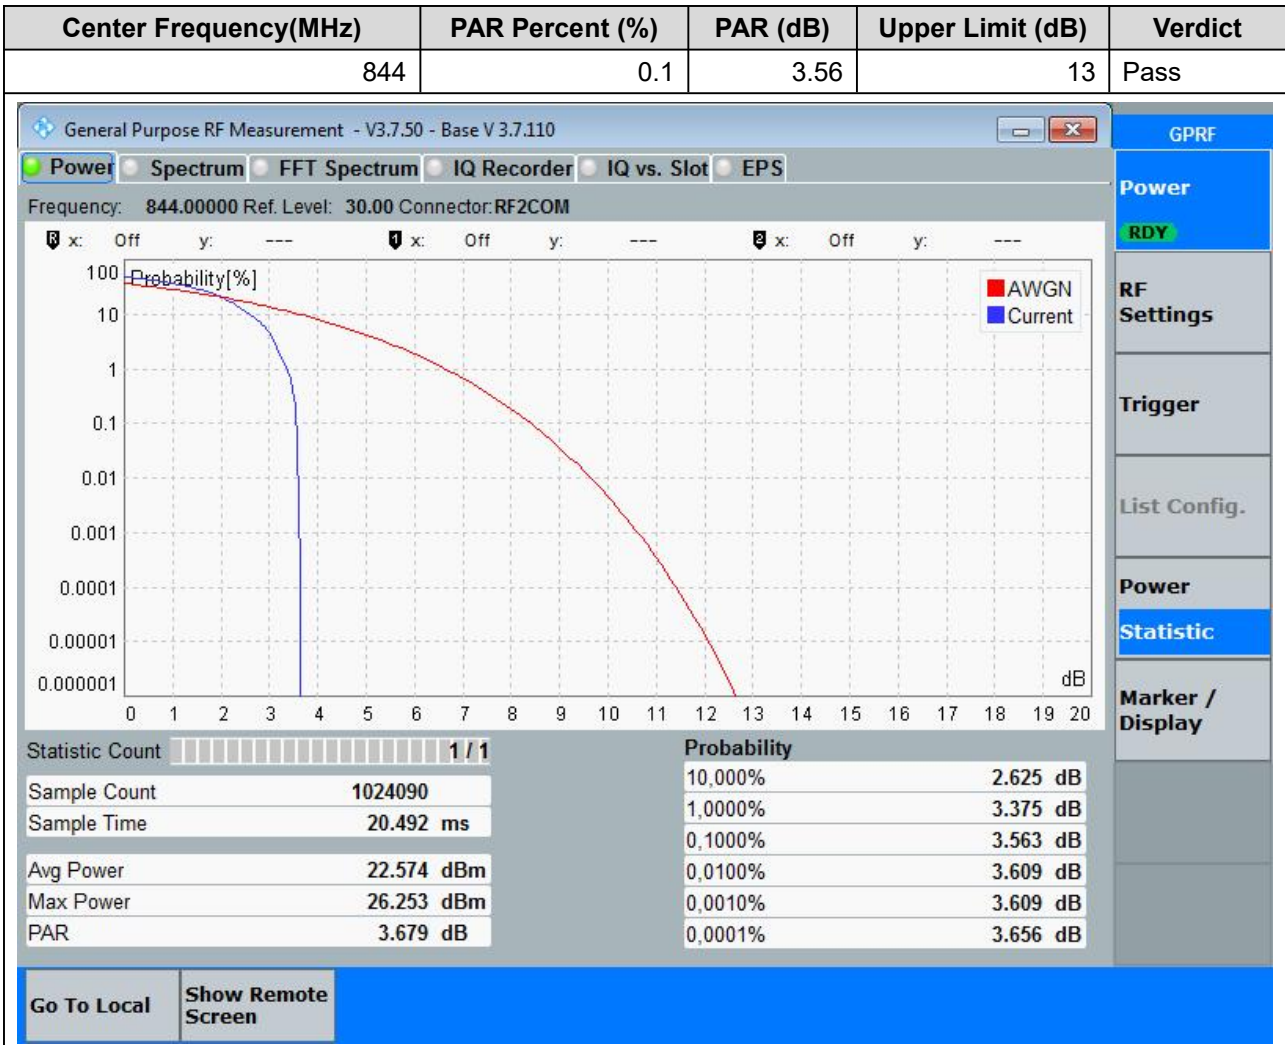 Center Frequency(MHz) PAR Percent (%) PAR (dB) Upper Limit (dB) Verdict
844 0.1 3.56 13 Pass
General Purpose RF Measurement - V3.7.50 - Base V 3.7.110
GPRF
Power Spectrum FFT Spectrum IQ Recorder IQ vs. Slot EPS
Frequency: 844.00000 Ref. Level: 30.00 Connector: RF2COM
R x: Off y: --- 1 x: Off y: --- 2 x: Off y: ---
Probability[%]
AWGN
Current
100
10
1
0.1
0.01
0.001
0.0001
0.00001
0.000001
dB
0 1 2 3 4 5 6 7 8 9 10 11 12 13 14 15 16 17 18 19 20
Statistic Count 1 / 1
Sample Count 1024090
Sample Time 20.492 ms
Avg Power 22.574 dBm
Max Power 26.253 dBm
PAR 3.679 dB
Probability
10,000% 2.625 dB
1,0000% 3.375 dB
0,1000% 3.563 dB
0,0100% 3.609 dB
0,0010% 3.609 dB
0,0001% 3.656 dB
Power
RDY
RF
Settings
Trigger
List Config.
Power
Statistic
Marker /
Display
Go To Local
Show Remote
Screen